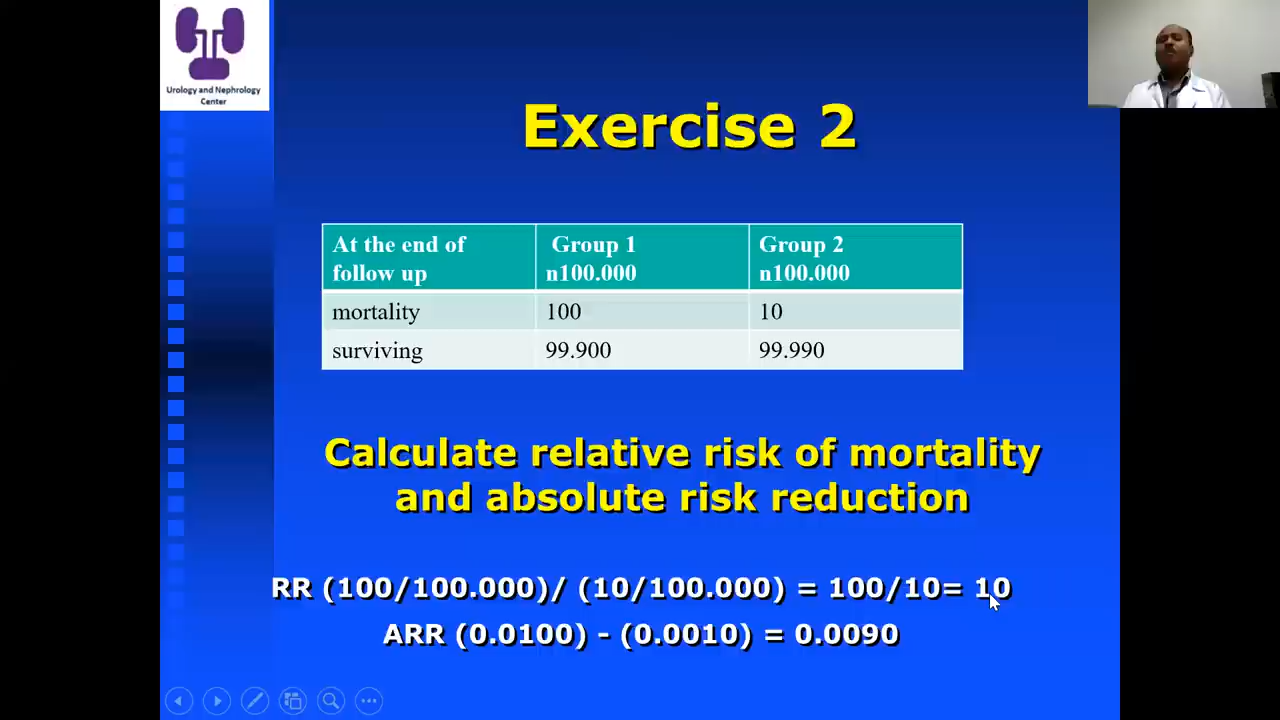 Urology and Nephrology
Center
Exercise 2
At the end of
follow up
Group 1
n100.000
Group 2
n100.000
mortality
100
10
surviving
99.900
99.990
Calculate relative risk of mortality
and absolute risk reduction
RR (100/100.000)/ (10/100.000) = 100/10= 10
ARR (0.0100) - (0.0010) = 0.0090